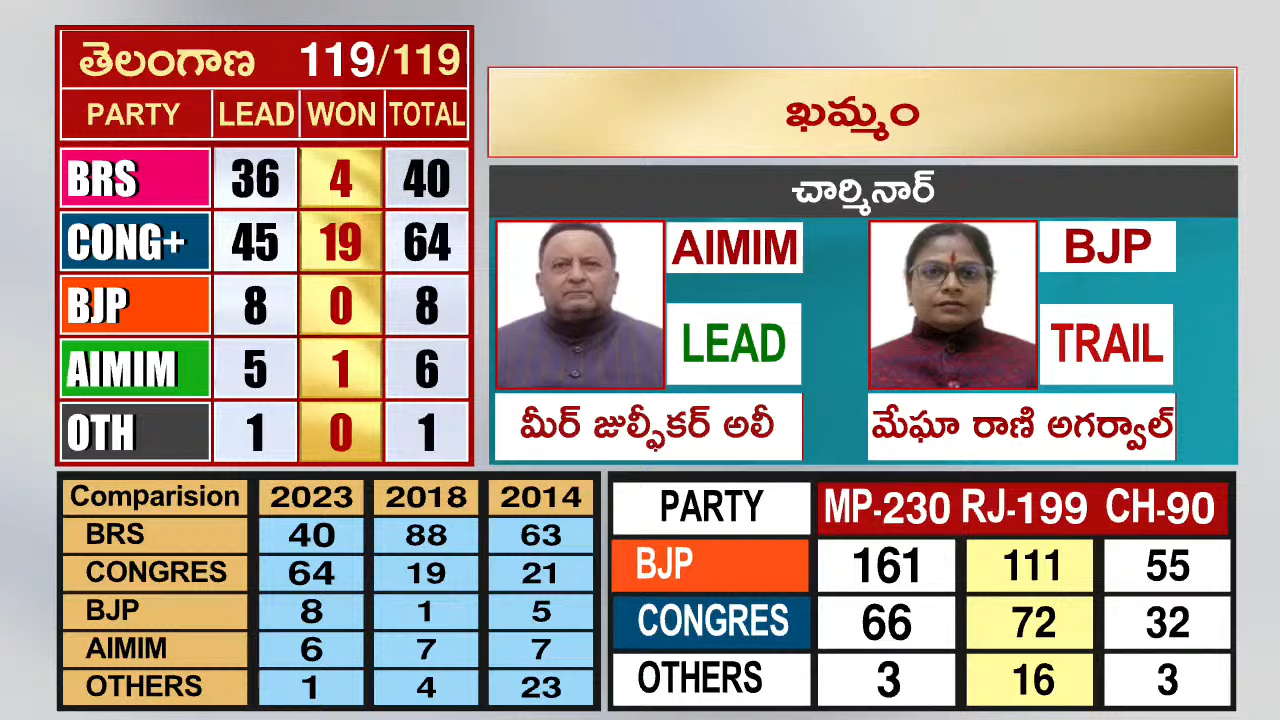 తెలంగాణ 119/119
PARTY LEAD WON TOTAL
BRS 36 4 40
CONG+ 45 19 64
BJP 8 0 8
AIMIM 5 1 6
OTH 1 0 1
ఖమ్మం
చార్మినార్
AIMIM
LEAD
మీర్ జుల్ఫీకర్ అలీ
BJP
TRAIL
మేఘా రాణి అగర్వాల్
Comparision 2023 2018 2014
BRS 40 88 63
CONGRES 64 19 21
BJP 8 1 5
AIMIM 6 7 7
OTHERS 1 4 23
PARTY MP-230 RJ-199 CH-90
BJP 161 111 55
CONGRES 66 72 32
OTHERS 3 16 3